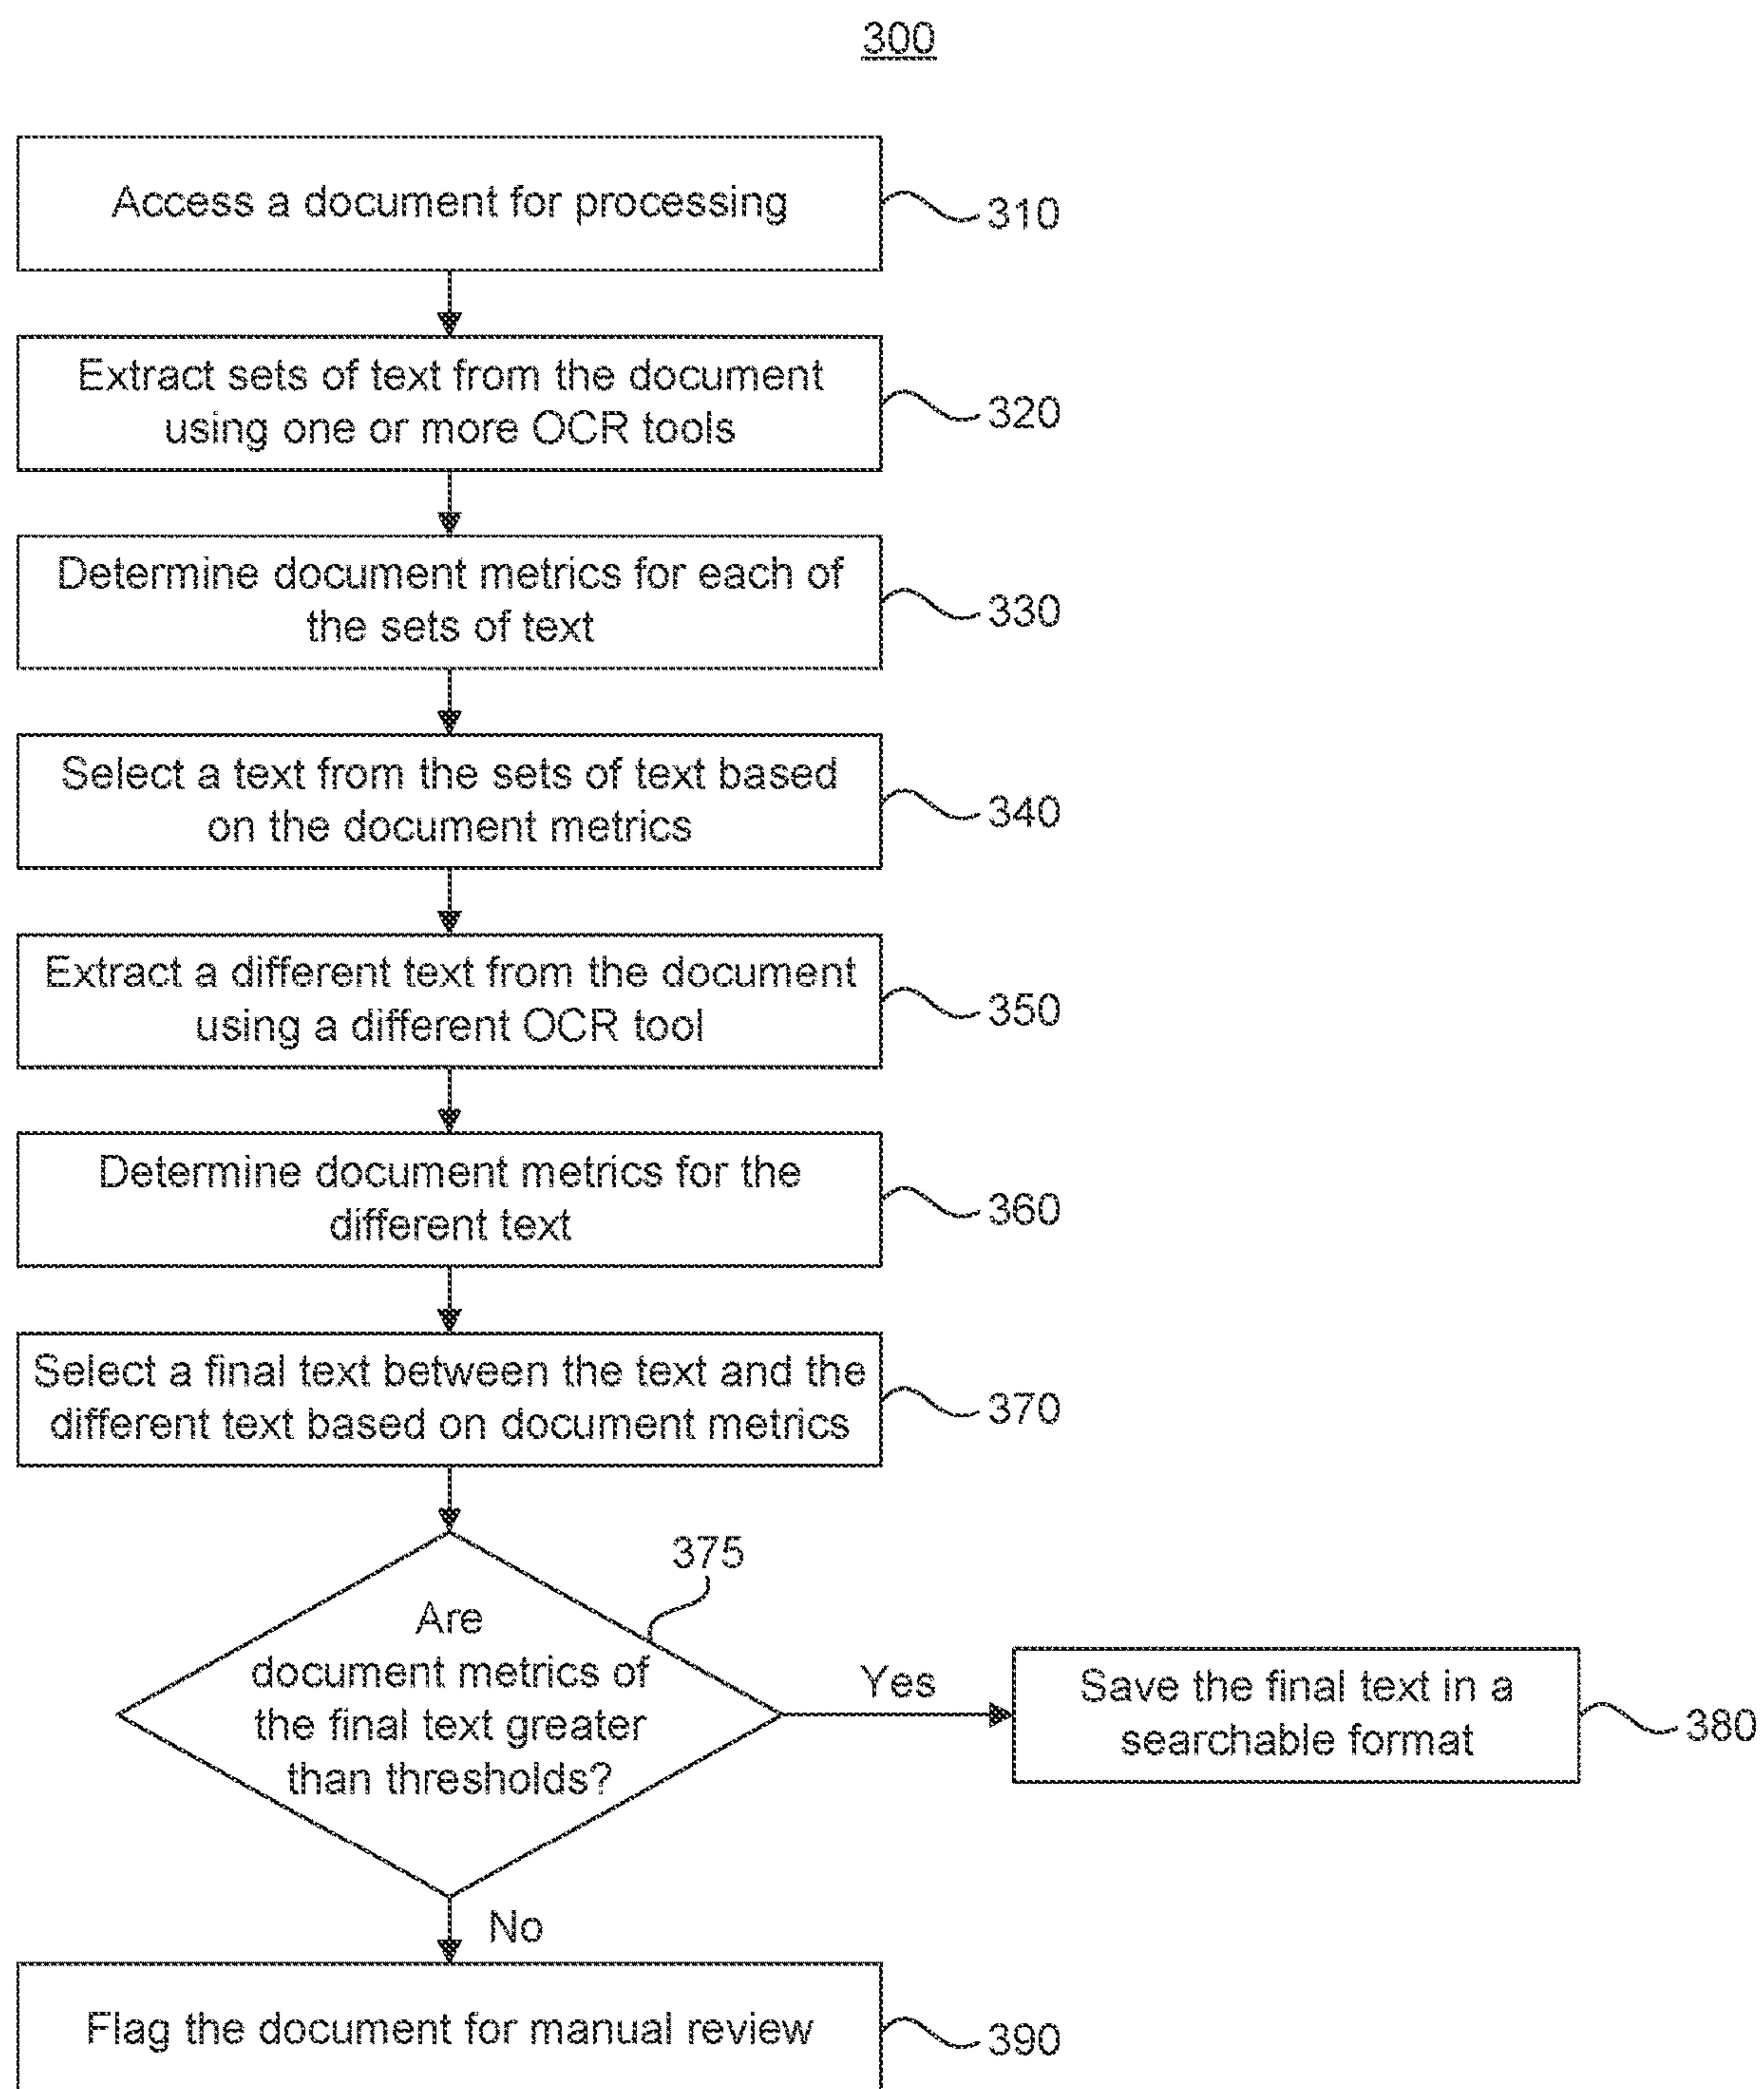 300
Access a document for processing
310
Extract sets of text from the document
using one or more OCR tools
320
Determine document metrics for each of
the sets of text
330
Select a text from the sets of text based
on the document metrics
340
Extract a different text from the document
using a different OCR tool
350
Determine document metrics for the
different text
360
Select a final text between the text and the
different text based on document metrics
370
375
Are
document metrics of
the final text greater
than thresholds?
Yes
Save the final text in a
searchable format
380
No
Flag the document for manual review
390